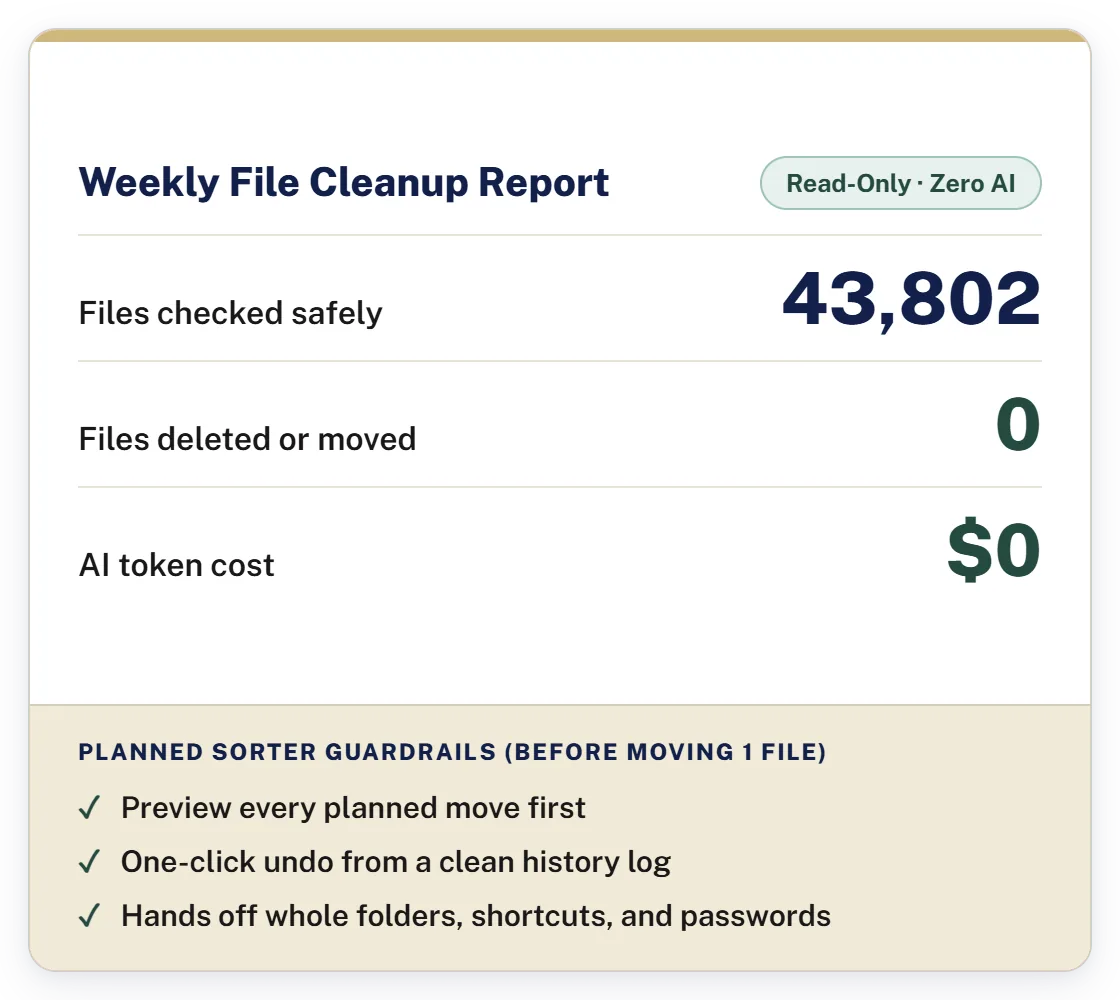 Weekly File Cleanup Report
Read-Only · Zero AI
Files checked safely
43,802
Files deleted or moved
0
AI token cost
$0
PLANNED SORTER GUARDRAILS (BEFORE MOVING 1 FILE)
✓ Preview every planned move first
✓ One-click undo from a clean history log
✓ Hands off whole folders, shortcuts, and passwords